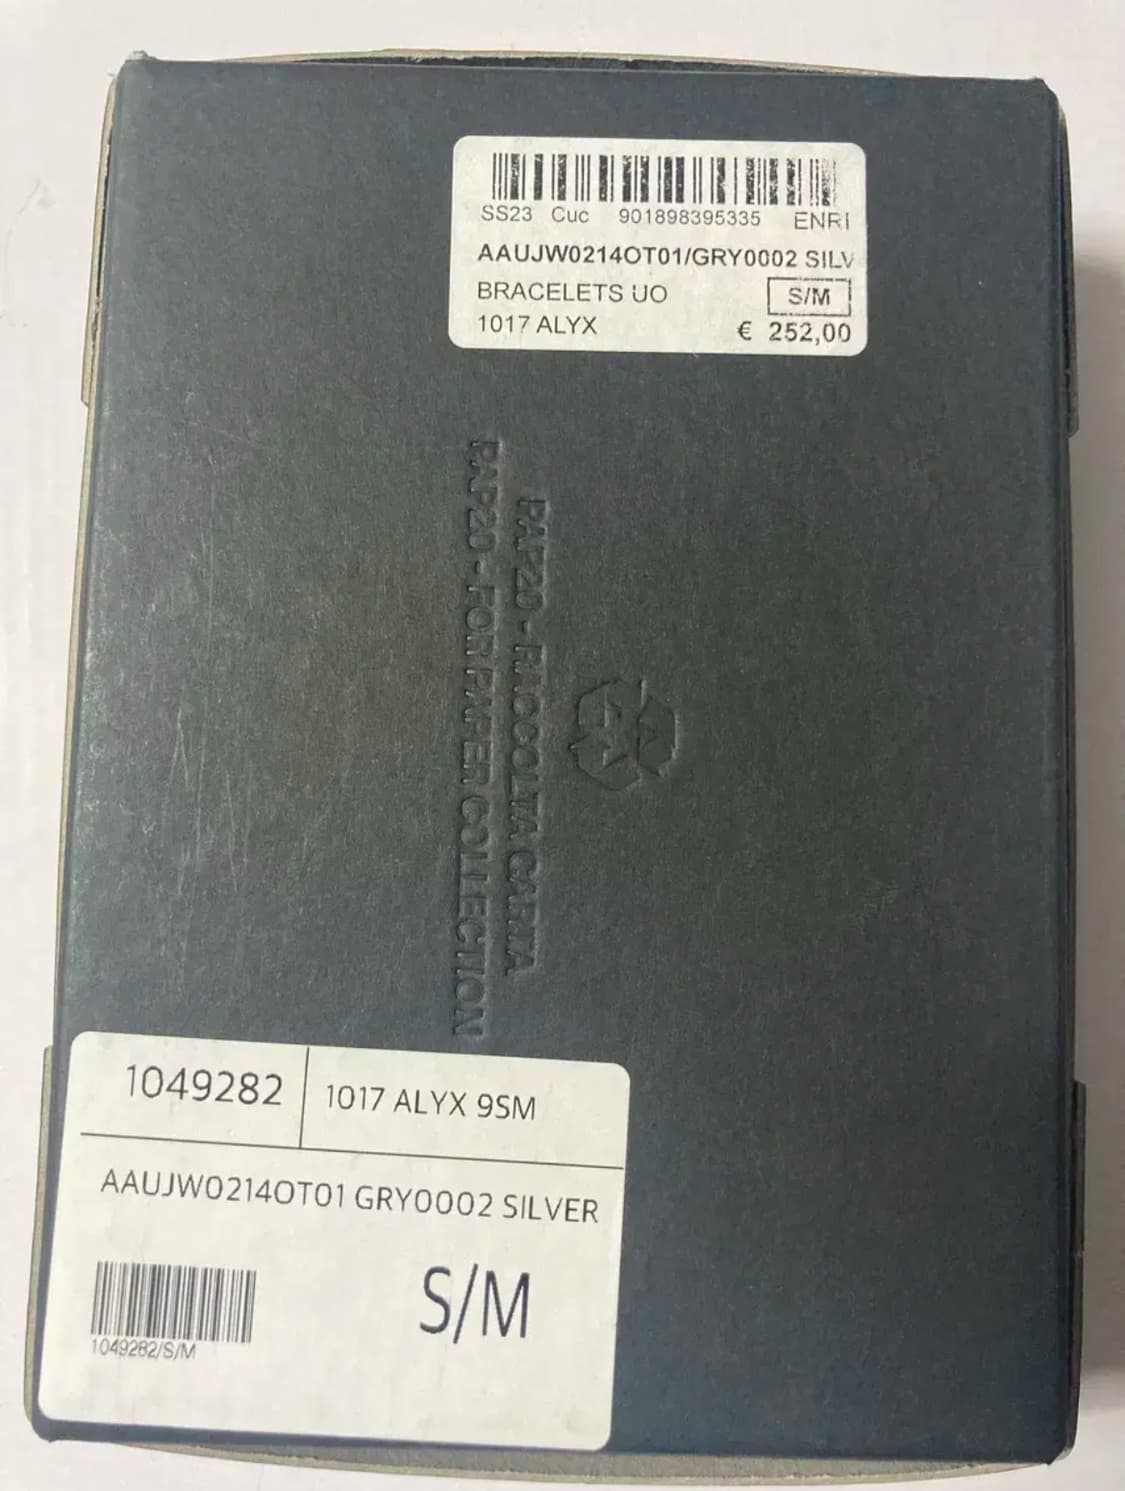 SS23 Cuc 901898395335 ENRI
AAUJW0214OT01/GRY0002 SILV
BRACELETS UO S/M
1017 ALYX € 252,00
PAP20 - RACCOLTA CARTA
PAP20 - FOR PAPER COLLECTION
1049282 1017 ALYX 9SM
AAUJW0214OT01 GRY0002 SILVER
S/M
1049282/S/M